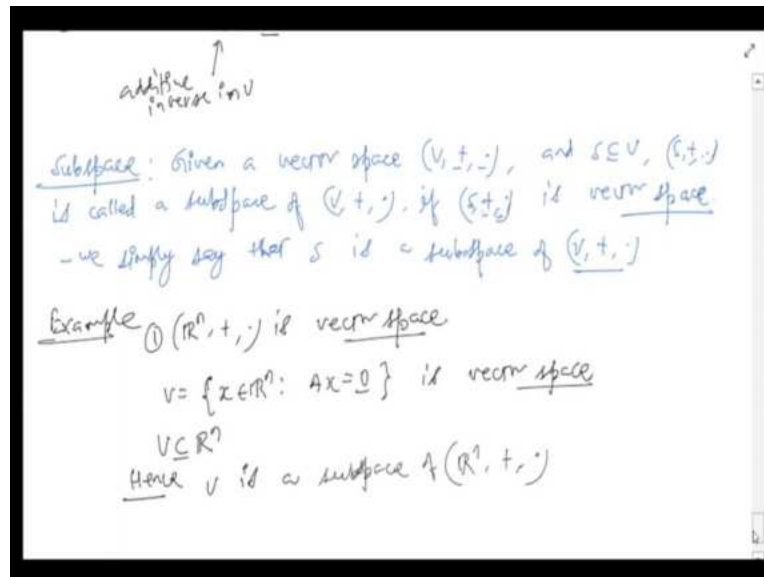 additive
inverse in V
Subspace: Given a vector space (V, +, ·), and S ⊆ V, (S, +, ·)
is called a subspace of (V, +, ·). if (S, +, ·) is vector space.
- we simply say that S is a subspace of (V, +, ·)
Example ① (ℝⁿ, +, ·) is vector space
V = { x ∈ ℝⁿ : Ax = 0 } is vector space
V ⊆ ℝⁿ
Hence V is a subspace of (ℝⁿ, +, ·)